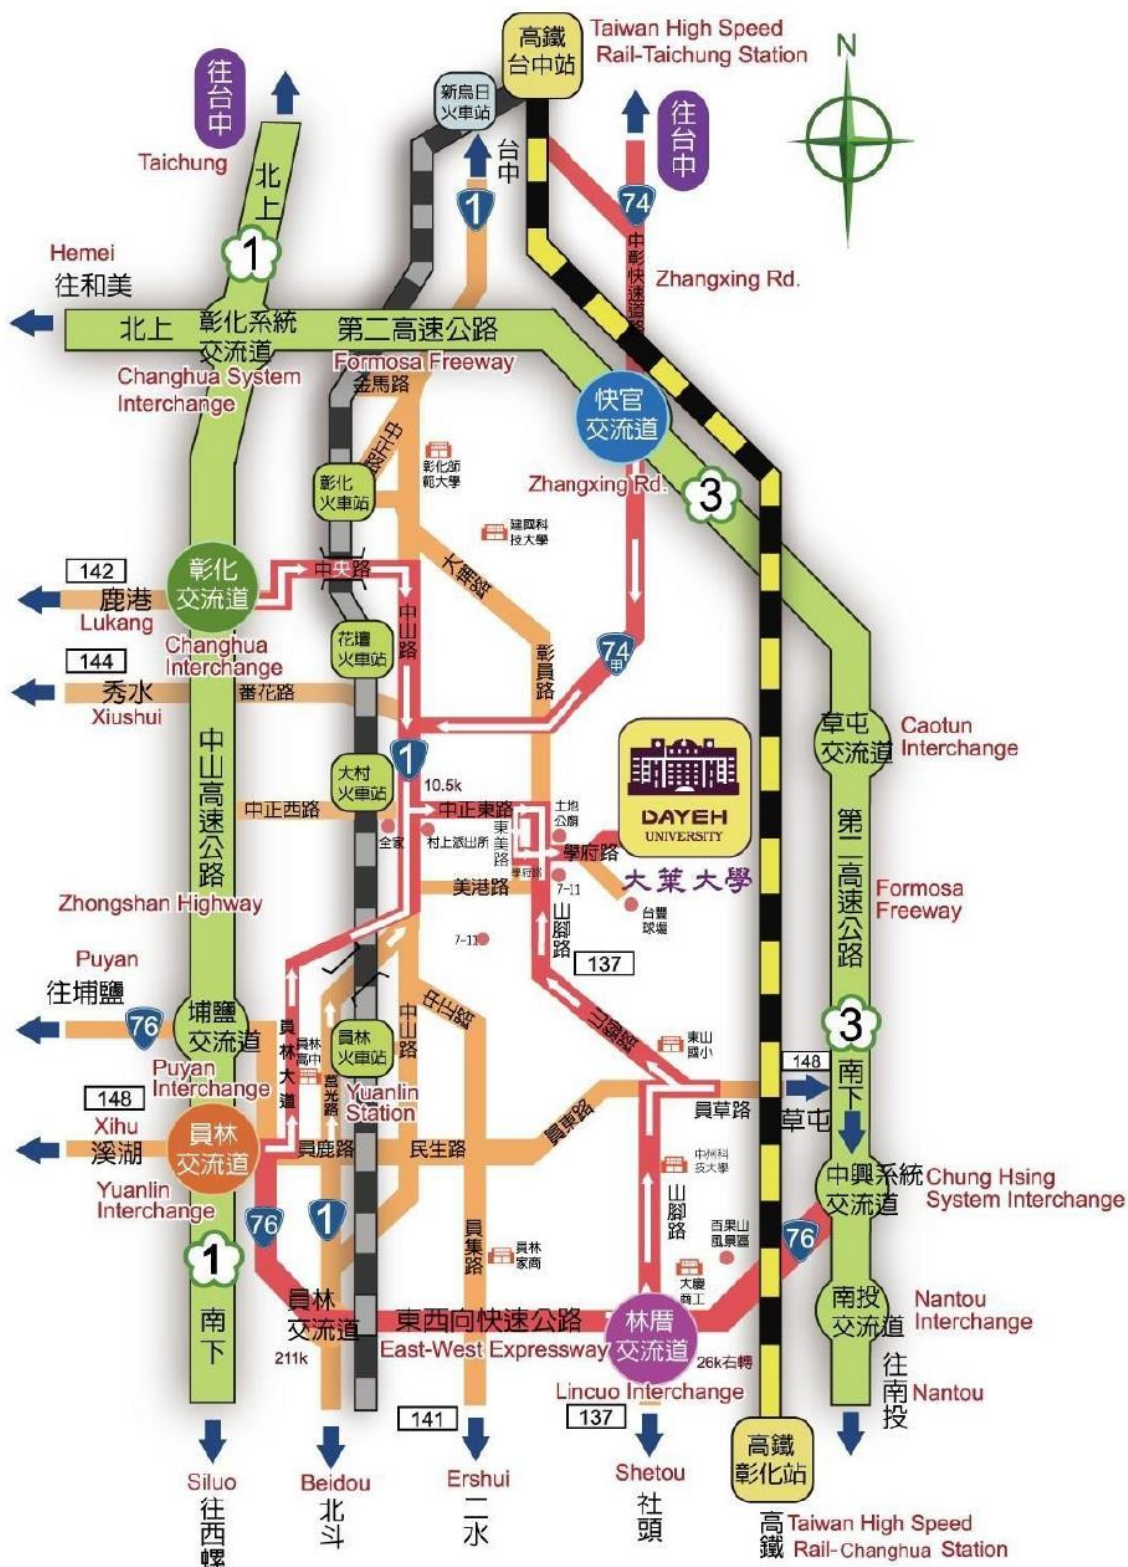 Taiwan High Speed
Rail-Taichung Station
高鐵
台中站
新烏日
火車站
往台中
Taichung
往台中
台中
N
北上
1
1
74
中彰快速道路
Zhangxing Rd.
Hemei
往和美
北上
彰化系統
交流道
第二高速公路
Formosa Freeway
Changhua System
Interchange
金馬路
快官
交流道
Zhangxing Rd.
3
中正路
彰化師
範大學
彰化
火車站
建國科
技大學
大埔路
142
鹿港
Lukang
彰化
交流道
Changhua
Interchange
中央路
中山路
花壇
火車站
74
甲
彰員路
144
秀水
Xiushui
番花路
草屯
交流道
Caotun
Interchange
中山高速公路
1
大村
火車站
10.5k
DAYEH
UNIVERSITY
大葉大學
中正西路
中正東路
土地
公廟
全家
村上派出所
東美路
學府路
學府路
美港路
7-11
台豐
球場
第二高速公路
Formosa
Freeway
Zhongshan Highway
7-11
山腳路
137
Puyan
往埔鹽
76
埔鹽
交流道
Puyan
Interchange
員林大道
員林
高中
莒光路
員林
火車站
Yuanlin
Station
中山路
中正路
山腳路
東山
國小
148
3
南下
草屯
148
Xihu
溪湖
員林
交流道
Yuanlin
Interchange
員鹿路
民生路
員東路
員草路
中州科
技大學
中興系統
交流道
Chung Hsing
System Interchange
76
1
1
員集路
員林
家商
山腳路
百果山
風景區
76
大慶
商工
南下
員林
交流道
211k
東西向快速公路
East-West Expressway
林厝
交流道
26k右轉
Lincuo Interchange
南投
交流道
Nantou
Interchange
往南投
Nantou
141
137
高鐵
彰化站
Siluo
往西螺
Beidou
北斗
Ershui
二水
Shetou
社頭
高鐵
Taiwan High Speed
Rail-Changhua Station